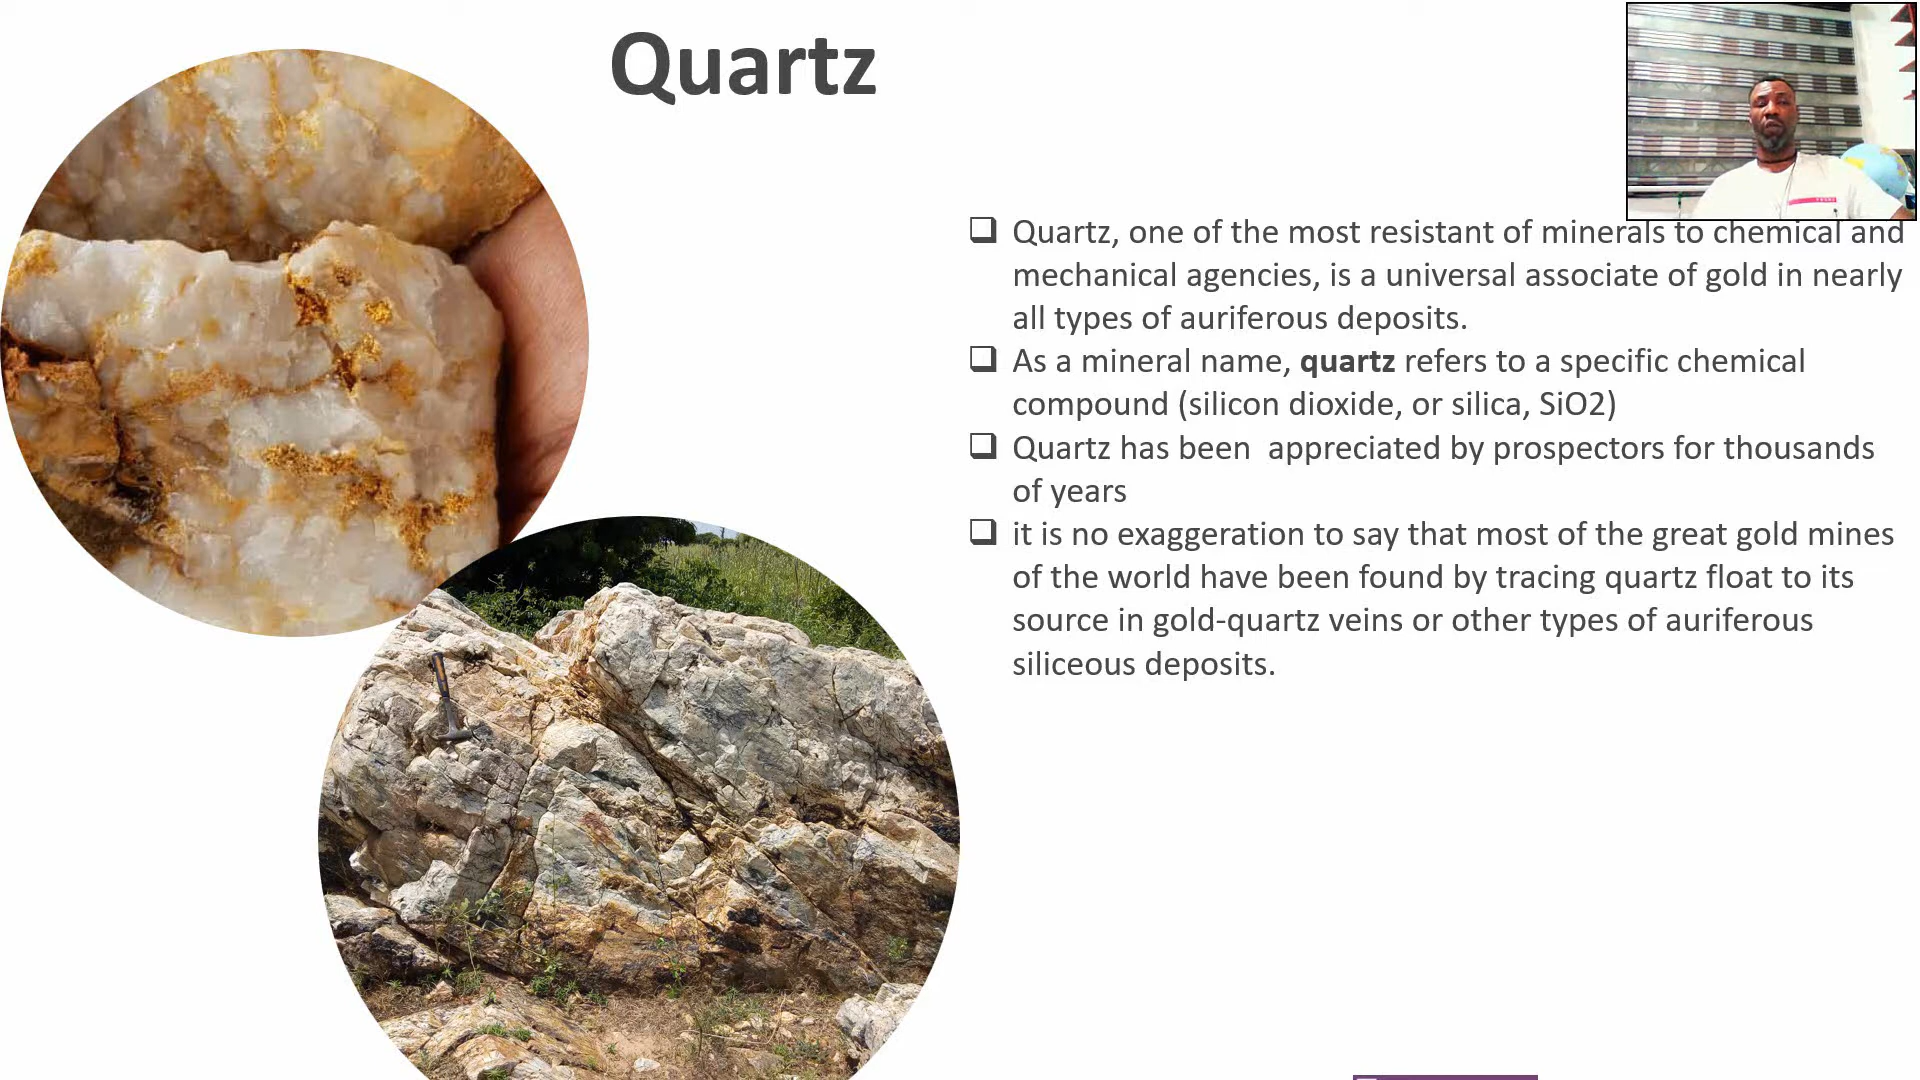 Quartz
❑ Quartz, one of the most resistant of minerals to chemical and
mechanical agencies, is a universal associate of gold in nearly
all types of auriferous deposits.
❑ As a mineral name, quartz refers to a specific chemical
compound (silicon dioxide, or silica, SiO2)
❑ Quartz has been  appreciated by prospectors for thousands
of years
❑ it is no exaggeration to say that most of the great gold mines
of the world have been found by tracing quartz float to its
source in gold-quartz veins or other types of auriferous
siliceous deposits.